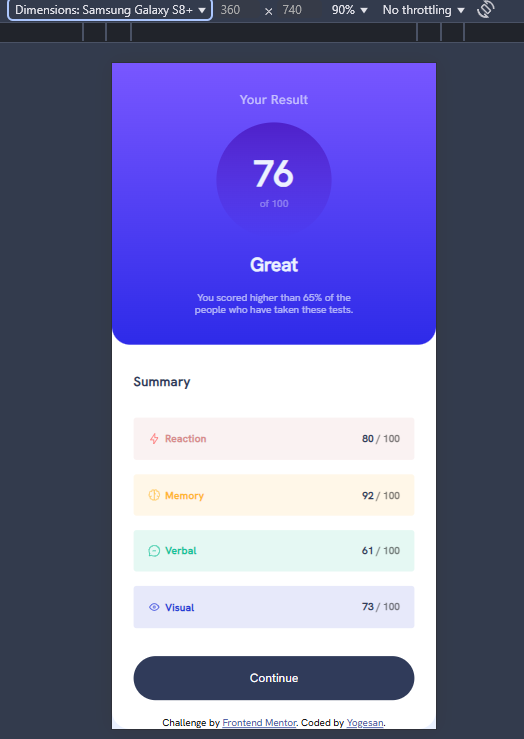 Dimensions: Samsung Galaxy S8+ ▼ 360 × 740 90% ▼ No throttling ▼
Your Result
76
of 100
Great
You scored higher than 65% of the
people who have taken these tests.
Summary
Reaction 80 / 100
Memory 92 / 100
Verbal 61 / 100
Visual 73 / 100
Continue
Challenge by Frontend Mentor. Coded by Yogesan.